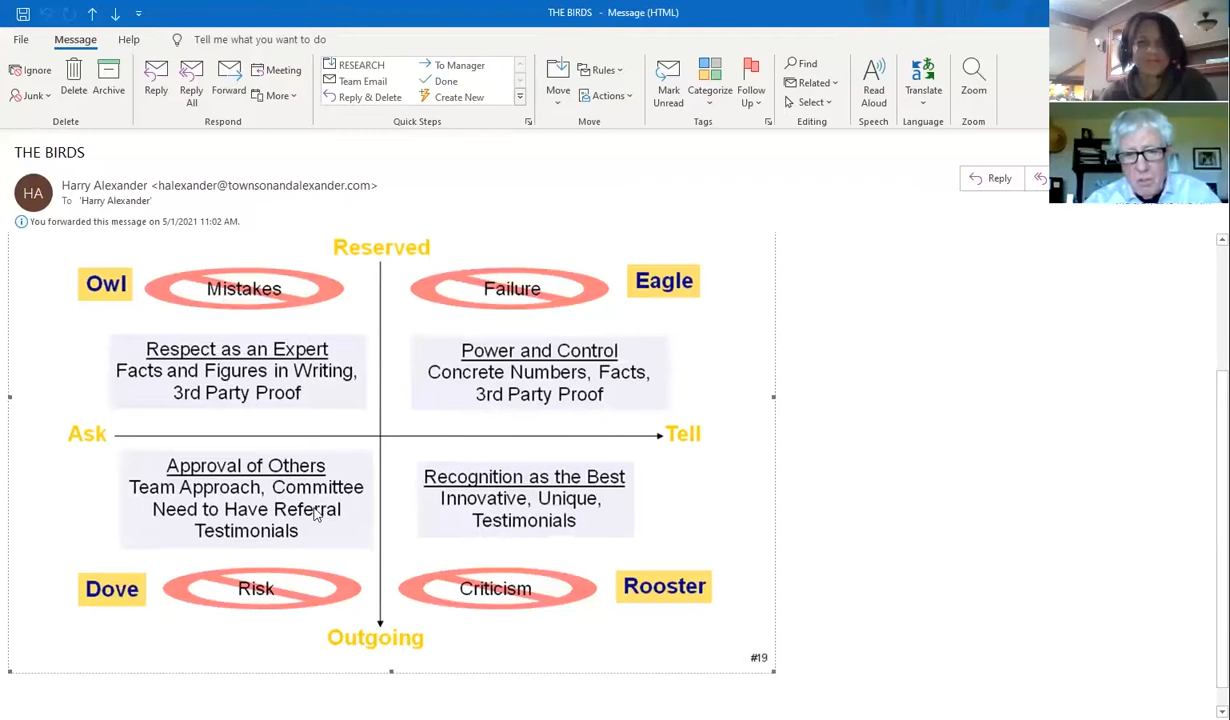 THE BIRDS - Message (HTML)
File Message Help Tell me what you want to do
Ignore
Junk
Delete
Archive
Delete
Reply
Reply All
Forward
Meeting
More
Respond
RESEARCH
Team Email
Reply & Delete
To Manager
Done
Create New
Quick Steps
Move
Rules
Actions
Move
Mark Unread
Categorize
Follow Up
Tags
Find
Related
Select
Editing
Read Aloud
Speech
Translate
Language
Zoom
Zoom
THE BIRDS
HA
Harry Alexander <halexander@townsonandalexander.com>
To 'Harry Alexander'
Reply
You forwarded this message on 5/1/2021 11:02 AM.
Reserved
Owl
Mistakes
Failure
Eagle
Respect as an Expert
Facts and Figures in Writing,
3rd Party Proof
Power and Control
Concrete Numbers, Facts,
3rd Party Proof
Ask
Tell
Approval of Others
Team Approach, Committee
Need to Have Referral
Testimonials
Recognition as the Best
Innovative, Unique,
Testimonials
Dove
Risk
Criticism
Rooster
Outgoing
#19